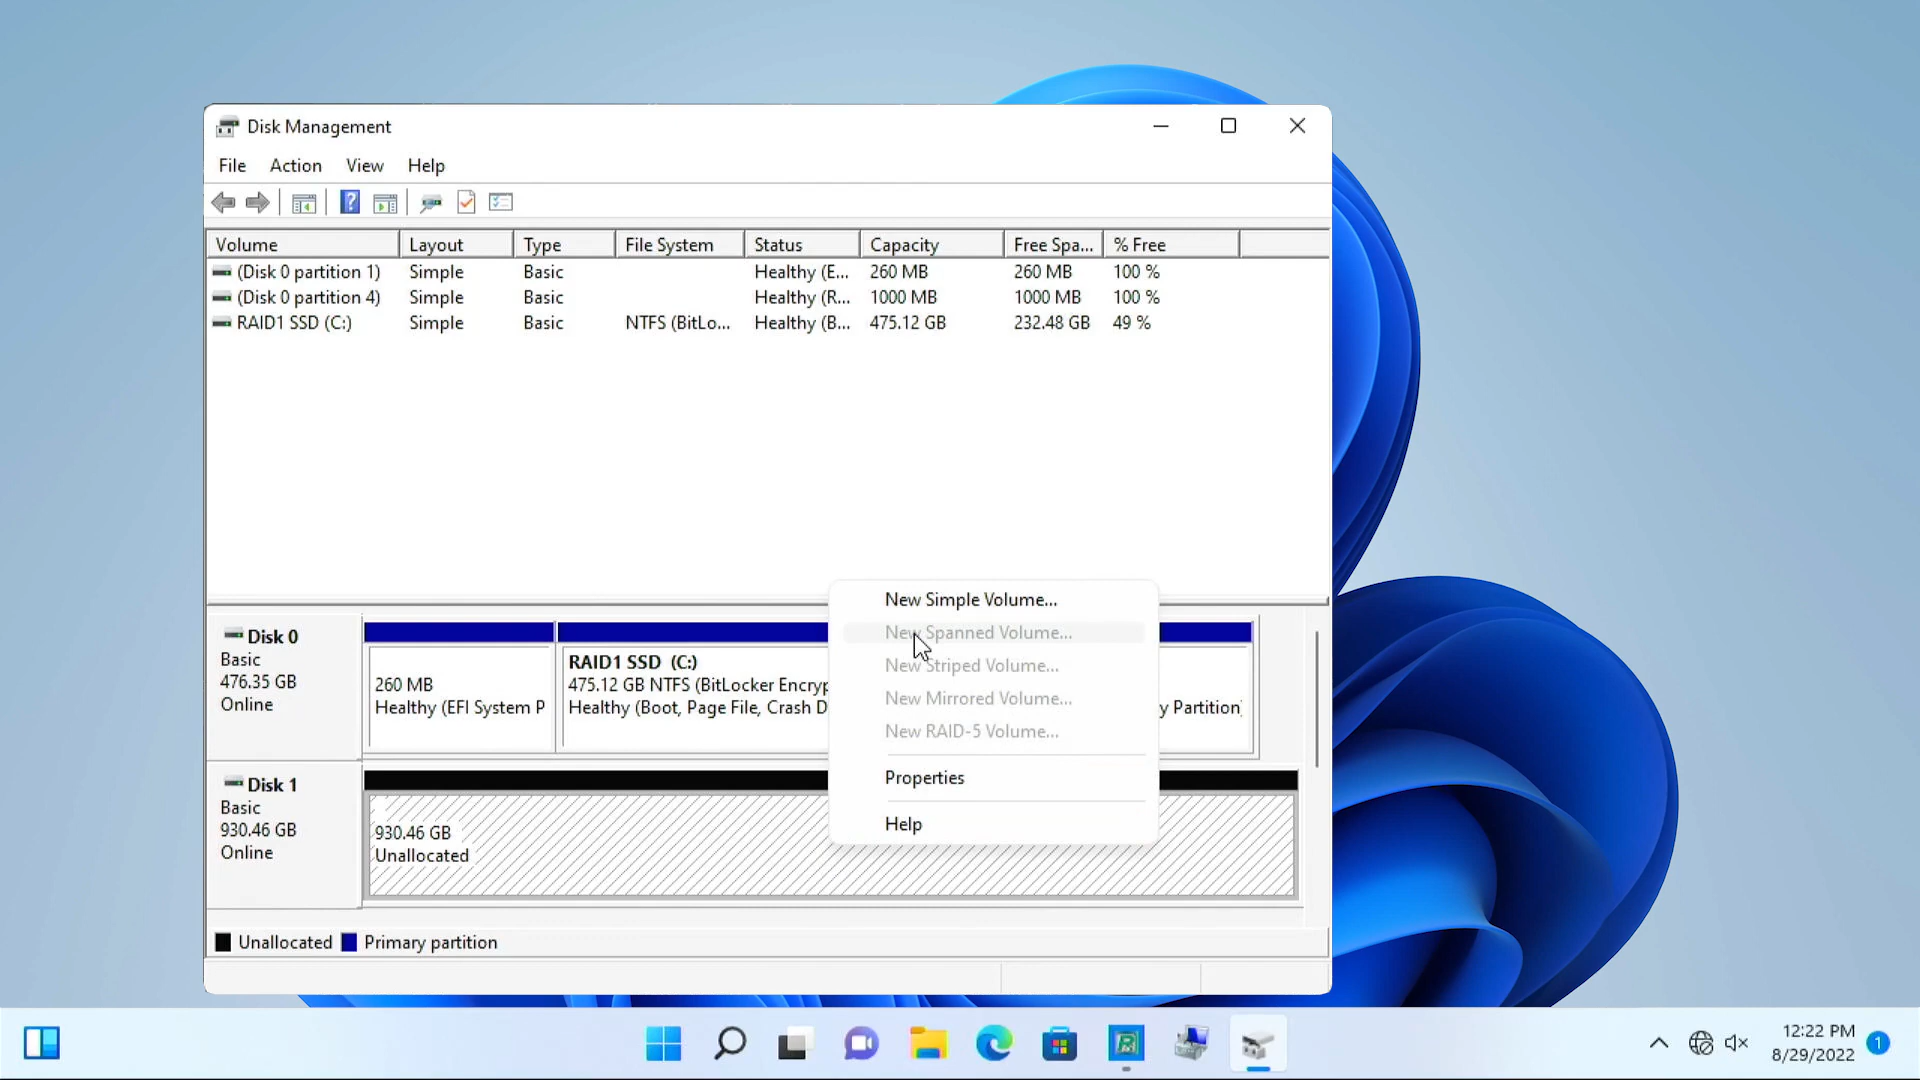 Disk Management
File Action View Help
Volume Layout Type File System Status Capacity Free Spa... % Free
(Disk 0 partition 1) Simple Basic Healthy (E... 260 MB 260 MB 100 %
(Disk 0 partition 4) Simple Basic Healthy (R... 1000 MB 1000 MB 100 %
RAID1 SSD (C:) Simple Basic NTFS (BitLo... Healthy (B... 475.12 GB 232.48 GB 49 %
Disk 0
Basic
476.35 GB
Online
260 MB
Healthy (EFI System P
RAID1 SSD (C:)
475.12 GB NTFS (BitLocker Encryp
Healthy (Boot, Page File, Crash D
y Partition)
New Simple Volume...
New Spanned Volume...
New Striped Volume...
New Mirrored Volume...
New RAID-5 Volume...
Properties
Help
Disk 1
Basic
930.46 GB
Online
930.46 GB
Unallocated
Unallocated Primary partition
12:22 PM
8/29/2022
1